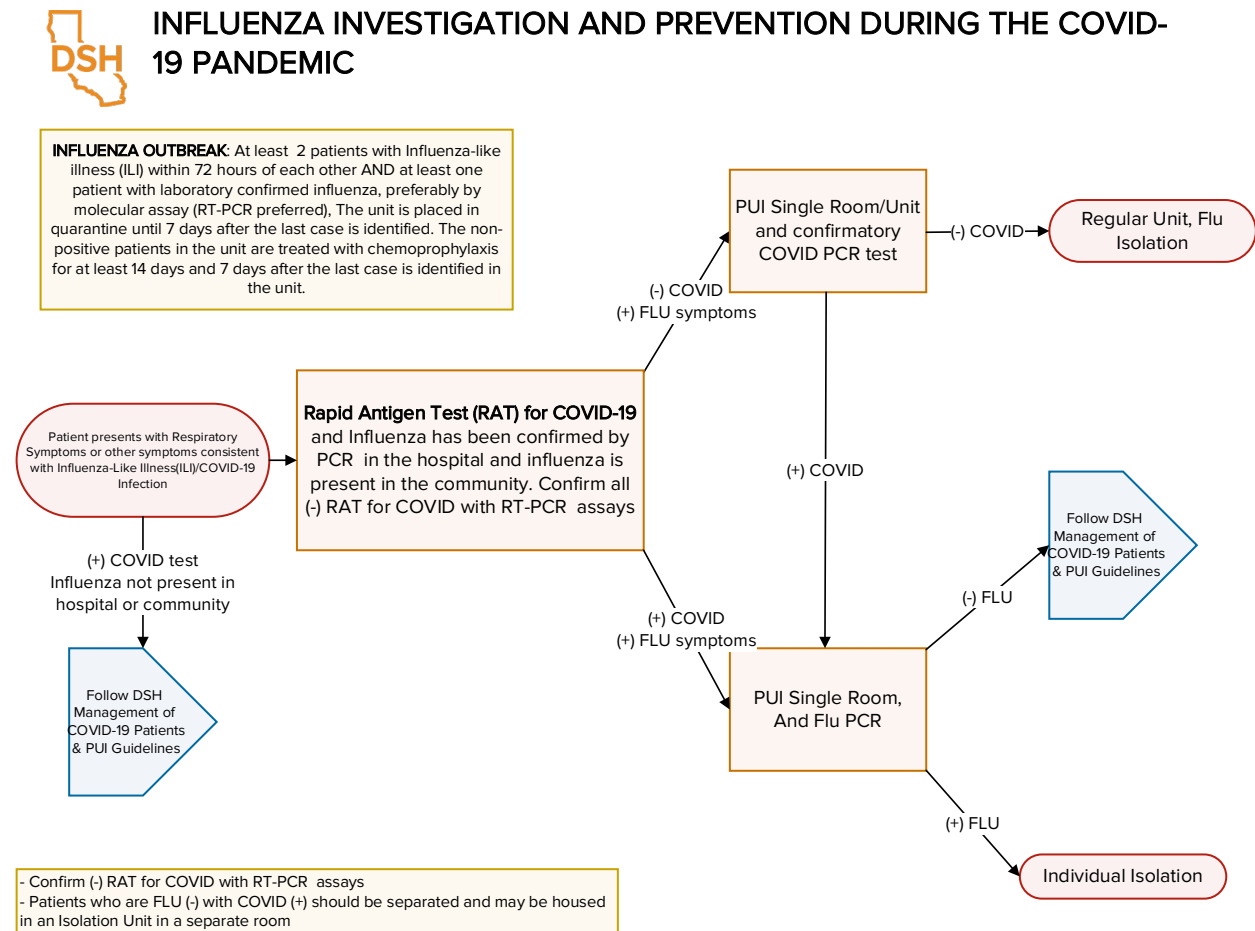 INFLUENZA INVESTIGATION AND PREVENTION DURING THE COVID-
19 PANDEMIC
DSH
INFLUENZA OUTBREAK: At least  2 patients with Influenza-like
illness (ILI) within 72 hours of each other AND at least one
patient with laboratory confirmed influenza, preferably by
molecular assay (RT-PCR preferred), The unit is placed in
quarantine until 7 days after the last case is identified. The non-
positive patients in the unit are treated with chemoprophylaxis
for at least 14 days and 7 days after the last case is identified in
the unit.
PUI Single Room/Unit
and confirmatory
COVID PCR test
(-) COVID
Regular Unit, Flu
Isolation
(-) COVID
(+) FLU symptoms
Patient presents with Respiratory
Symptoms or other symptoms consistent
with Influenza-Like Illness(ILI)/COVID-19
Infection
Rapid Antigen Test (RAT) for COVID-19
and Influenza has been confirmed by
PCR  in the hospital and influenza is
present in the community. Confirm all
(-) RAT for COVID with RT-PCR  assays
(+) COVID
(+) COVID test
Influenza not present in
hospital or community
(+) COVID
(+) FLU symptoms
Follow DSH
Management of
COVID-19 Patients
& PUI Guidelines
(-) FLU
Follow DSH
Management of
COVID-19 Patients
& PUI Guidelines
PUI Single Room,
And Flu PCR
(+) FLU
Individual Isolation
- Confirm (-) RAT for COVID with RT-PCR  assays
- Patients who are FLU (-) with COVID (+) should be separated and may be housed
in an Isolation Unit in a separate room